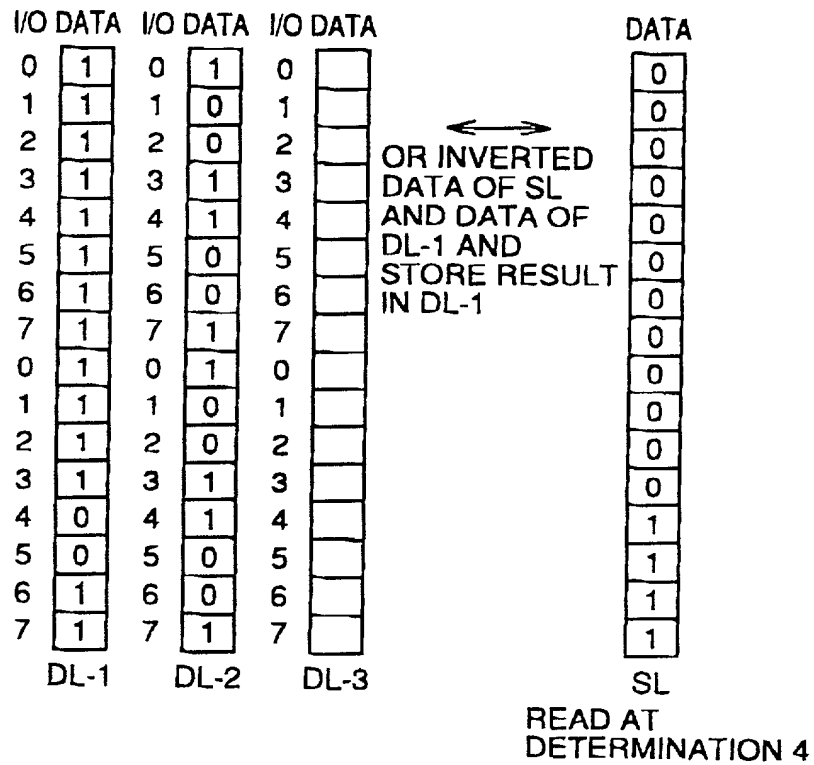 I/O DATA I/O DATA I/O DATA DATA
0 1 0 1 0 0
1 1 1 0 1 0
2 1 2 0 2 0
3 1 3 1 3 0
4 1 4 1 4 0
5 1 5 0 5 0
6 1 6 0 6 0
7 1 7 1 7 0
0 1 0 1 0 0
1 1 1 0 1 0
2 1 2 0 2 0
3 1 3 1 3 0
4 0 4 1 4 1
5 0 5 0 5 1
6 1 6 0 6 1
7 1 7 1 7 1
OR INVERTED
DATA OF SL
AND DATA OF
DL-1 AND
STORE RESULT
IN DL-1
DL-1 DL-2 DL-3 SL
READ AT
DETERMINATION 4